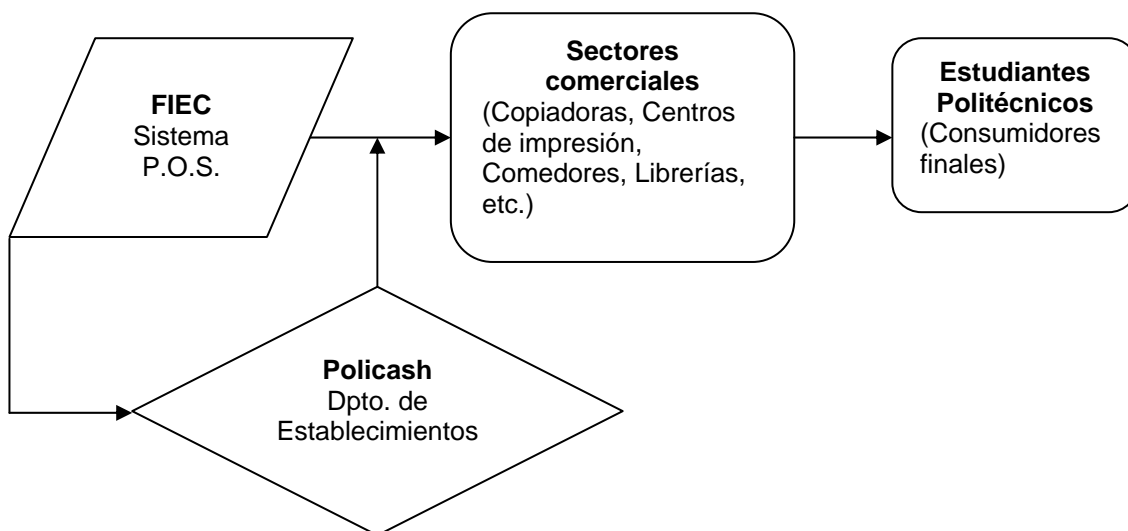 FIEC
Sistema
P.O.S.
Sectores
comerciales
(Copiadoras, Centros
de impresión,
Comedores, Librerías,
etc.)
Estudiantes
Politécnicos
(Consumidores
finales)
Policash
Dpto. de
Establecimientos